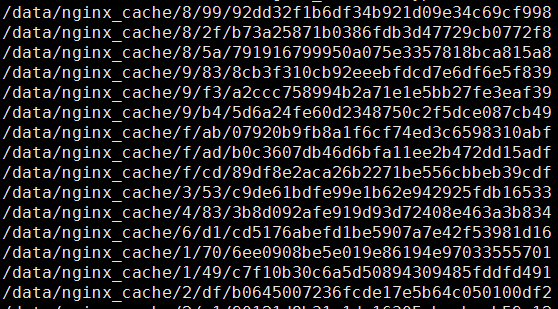 /data/nginx_cache/8/99/92dd32f1b6df34b921d09e34c69cf998
/data/nginx_cache/8/2f/b73a25871b0386fdb3d47729cb0772f8
/data/nginx_cache/8/5a/791916799950a075e3357818bca815a8
/data/nginx_cache/9/83/8cb3f310cb92eeebfdcd7e6df6e5f839
/data/nginx_cache/9/f3/a2ccc758994b2a71e1e5bb27fe3eaf39
/data/nginx_cache/9/b4/5d6a24fe60d2348750c2f5dce087cb49
/data/nginx_cache/f/ab/07920b9fb8a1f6cf74ed3c6598310abf
/data/nginx_cache/f/ad/b0c3607db46d6bfa11ee2b472dd15adf
/data/nginx_cache/f/cd/89df8e2aca26b2271be556cbbeb39cdf
/data/nginx_cache/3/53/c9de61bdfe99e1b62e942925fdb16533
/data/nginx_cache/4/83/3b8d092afe919d93d72408e463a3b834
/data/nginx_cache/6/d1/cd5176abefd1be5907a7e42f53981d16
/data/nginx_cache/1/70/6ee0908be5e019e86194e97033555701
/data/nginx_cache/1/49/c7f10b30c6a5d50894309485fddfd491
/data/nginx_cache/2/df/b0645007236fcde17e5b64c050100df2